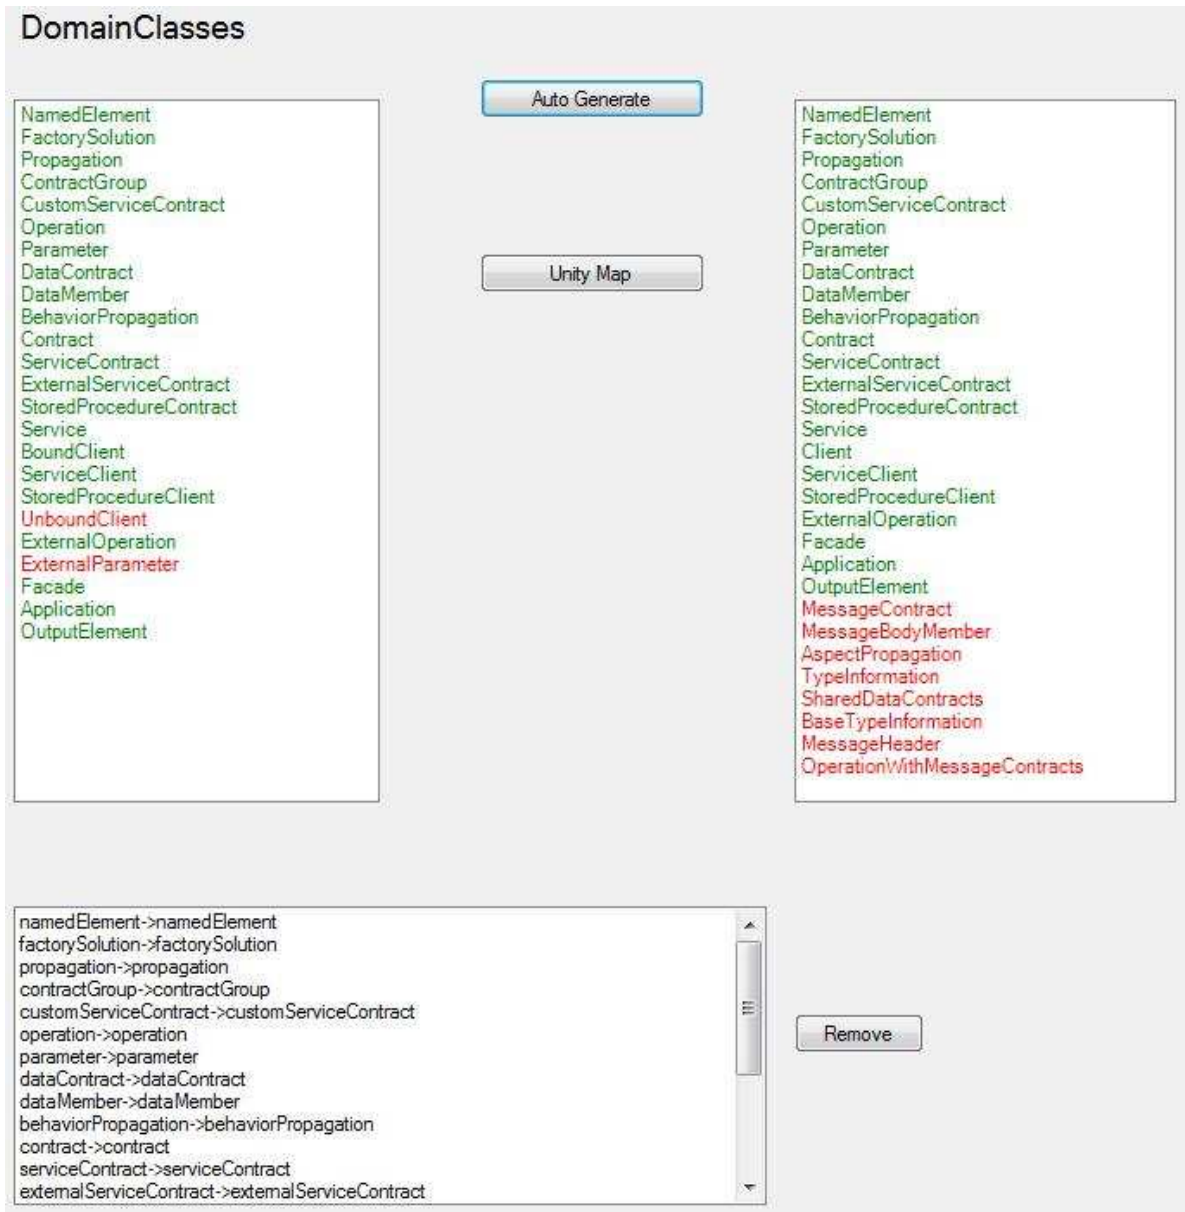 DomainClasses
Auto Generate
NamedElement
FactorySolution
Propagation
ContractGroup
CustomServiceContract
Operation
Parameter
DataContract
DataMember
BehaviorPropagation
Contract
ServiceContract
ExternalServiceContract
StoredProcedureContract
Service
BoundClient
ServiceClient
StoredProcedureClient
UnboundClient
ExternalOperation
ExternalParameter
Facade
Application
OutputElement
Unity Map
NamedElement
FactorySolution
Propagation
ContractGroup
CustomServiceContract
Operation
Parameter
DataContract
DataMember
BehaviorPropagation
Contract
ServiceContract
ExternalServiceContract
StoredProcedureContract
Service
Client
ServiceClient
StoredProcedureClient
ExternalOperation
Facade
Application
OutputElement
MessageContract
MessageBodyMember
AspectPropagation
TypeInformation
SharedDataContracts
BaseTypeInformation
MessageHeader
OperationWithMessageContracts
namedElement->namedElement
factorySolution->factorySolution
propagation->propagation
contractGroup->contractGroup
customServiceContract->customServiceContract
operation->operation
parameter->parameter
dataContract->dataContract
dataMember->dataMember
behaviorPropagation->behaviorPropagation
contract->contract
serviceContract->serviceContract
externalServiceContract->externalServiceContract
Remove